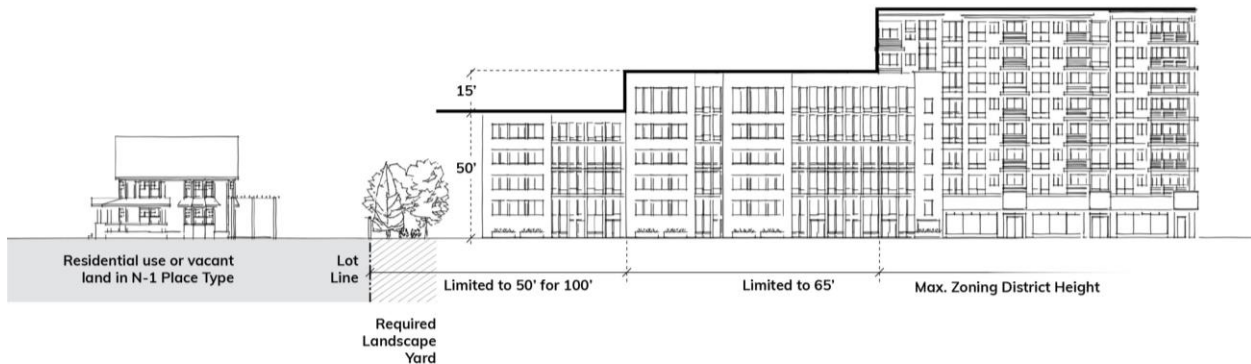 15’
50’
Residential use or vacant
land in N-1 Place Type
Lot
Line
Limited to 50’ for 100’
Limited to 65’
Max. Zoning District Height
Required
Landscape
Yard